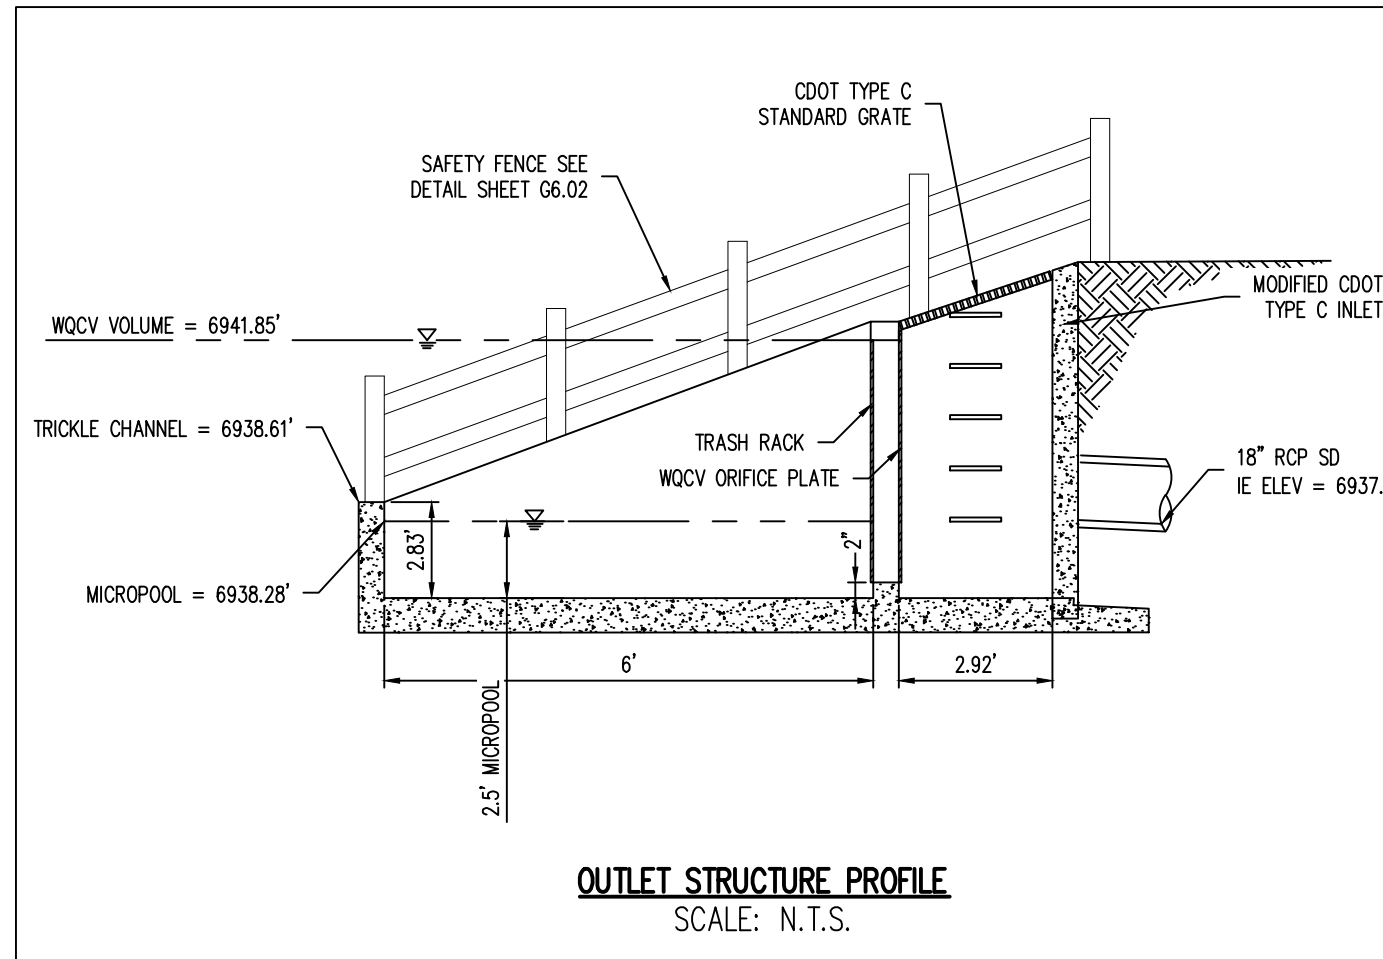 CDOT TYPE C
STANDARD GRATE
SAFETY FENCE SEE
DETAIL SHEET G6.02
MODIFIED CDOT
TYPE C INLET
WQCV VOLUME = 6941.85'
TRICKLE CHANNEL = 6938.61'
TRASH RACK
WQCV ORIFICE PLATE
18" RCP SD
IE ELEV = 6937.
2.83'
2"
MICROPOOL = 6938.28'
6'
2.92'
2.5' MICROPOOL
OUTLET STRUCTURE PROFILE
SCALE: N.T.S.